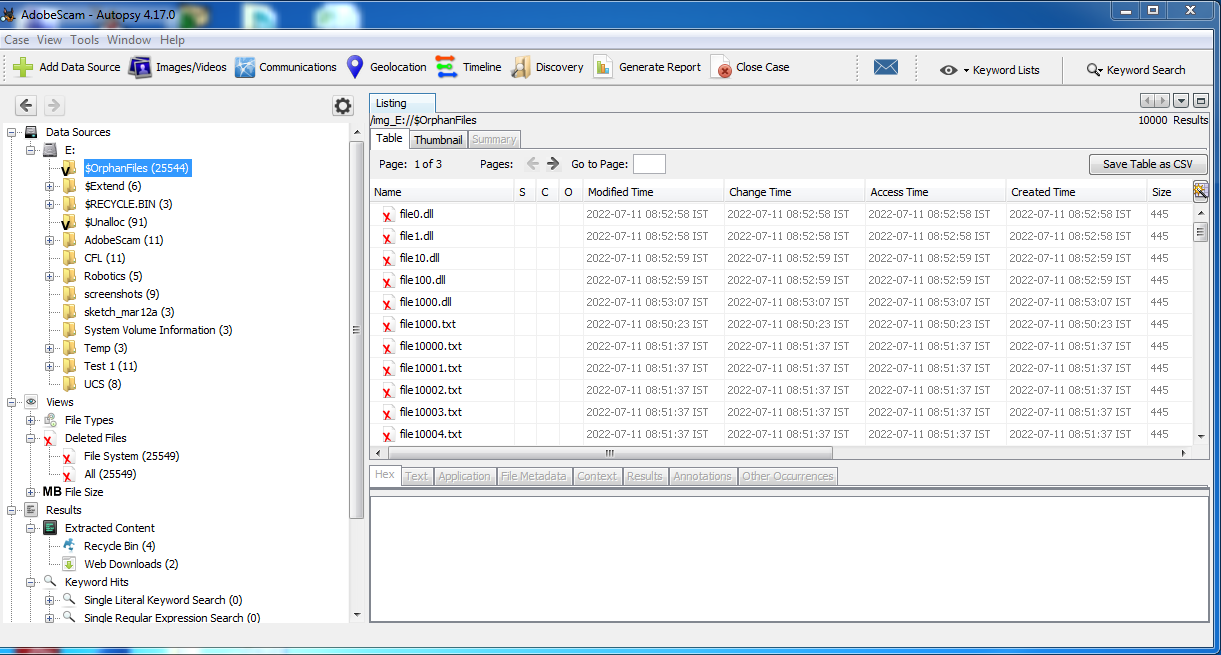 AdobeScam - Autopsy 4.17.0
Case View Tools Window Help
Add Data Source Images/Videos Communications Geolocation Timeline Discovery Generate Report Close Case Keyword Lists Keyword Search
Data Sources
E:
$OrphanFiles (25544)
$Extend (6)
$RECYCLE.BIN (3)
$Unalloc (91)
AdobeScam (11)
CFL (11)
Robotics (5)
screenshots (9)
sketch_mar12a (3)
System Volume Information (3)
Temp (3)
Test 1 (11)
UCS (8)
Views
File Types
Deleted Files
File System (25549)
All (25549)
MB File Size
Results
Extracted Content
Recycle Bin (4)
Web Downloads (2)
Keyword Hits
Single Literal Keyword Search (0)
Single Regular Expression Search (0)
Listing
/img_E://$OrphanFiles 10000 Results
Table Thumbnail Summary
Page: 1 of 3 Pages: Go to Page: Save Table as CSV
Name S C O Modified Time Change Time Access Time Created Time Size
file0.dll 2022-07-11 08:52:58 IST 2022-07-11 08:52:58 IST 2022-07-11 08:52:58 IST 2022-07-11 08:52:58 IST 445
file1.dll 2022-07-11 08:52:58 IST 2022-07-11 08:52:58 IST 2022-07-11 08:52:58 IST 2022-07-11 08:52:58 IST 445
file10.dll 2022-07-11 08:52:59 IST 2022-07-11 08:52:59 IST 2022-07-11 08:52:59 IST 2022-07-11 08:52:59 IST 445
file100.dll 2022-07-11 08:52:59 IST 2022-07-11 08:52:59 IST 2022-07-11 08:52:59 IST 2022-07-11 08:52:59 IST 445
file1000.dll 2022-07-11 08:53:07 IST 2022-07-11 08:53:07 IST 2022-07-11 08:53:07 IST 2022-07-11 08:53:07 IST 445
file1000.txt 2022-07-11 08:50:23 IST 2022-07-11 08:50:23 IST 2022-07-11 08:50:23 IST 2022-07-11 08:50:23 IST 445
file10000.txt 2022-07-11 08:51:37 IST 2022-07-11 08:51:37 IST 2022-07-11 08:51:37 IST 2022-07-11 08:51:37 IST 445
file10001.txt 2022-07-11 08:51:37 IST 2022-07-11 08:51:37 IST 2022-07-11 08:51:37 IST 2022-07-11 08:51:37 IST 445
file10002.txt 2022-07-11 08:51:37 IST 2022-07-11 08:51:37 IST 2022-07-11 08:51:37 IST 2022-07-11 08:51:37 IST 445
file10003.txt 2022-07-11 08:51:37 IST 2022-07-11 08:51:37 IST 2022-07-11 08:51:37 IST 2022-07-11 08:51:37 IST 445
file10004.txt 2022-07-11 08:51:37 IST 2022-07-11 08:51:37 IST 2022-07-11 08:51:37 IST 2022-07-11 08:51:37 IST 445
Hex Text Application File Metadata Context Results Annotations Other Occurrences